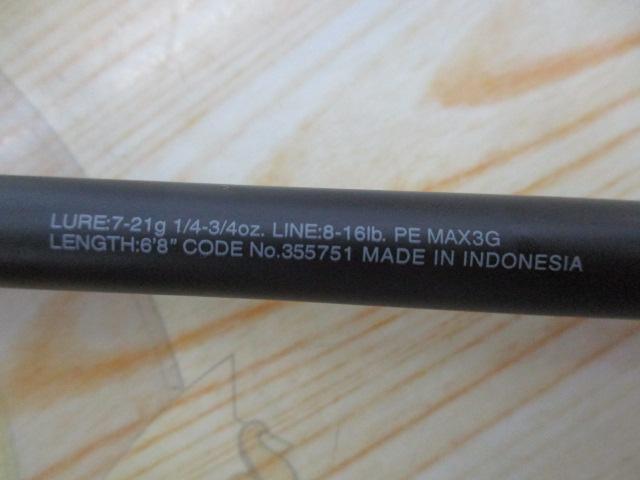 LURE:7-21g 1/4-3/4oz. LINE:8-16lb. PE MAX3G
LENGTH:6'8" CODE No.355751 MADE IN INDONESIA